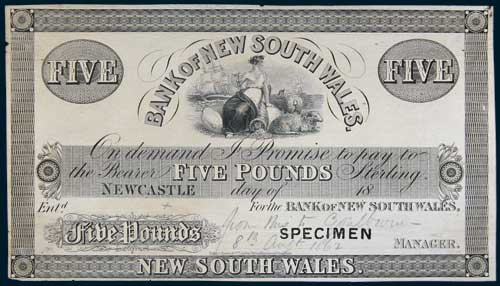 FIVE
BANK OF NEW SOUTH WALES.
FIVE
On demand I Promise to pay to
the Bearer FIVE POUNDS Sterling.
NEWCASTLE day of 18
Entd For the BANK OF NEW SOUTH WALES,
Five Pounds
SPECIMEN
8th Augt 1862
MANAGER.
NEW SOUTH WALES.